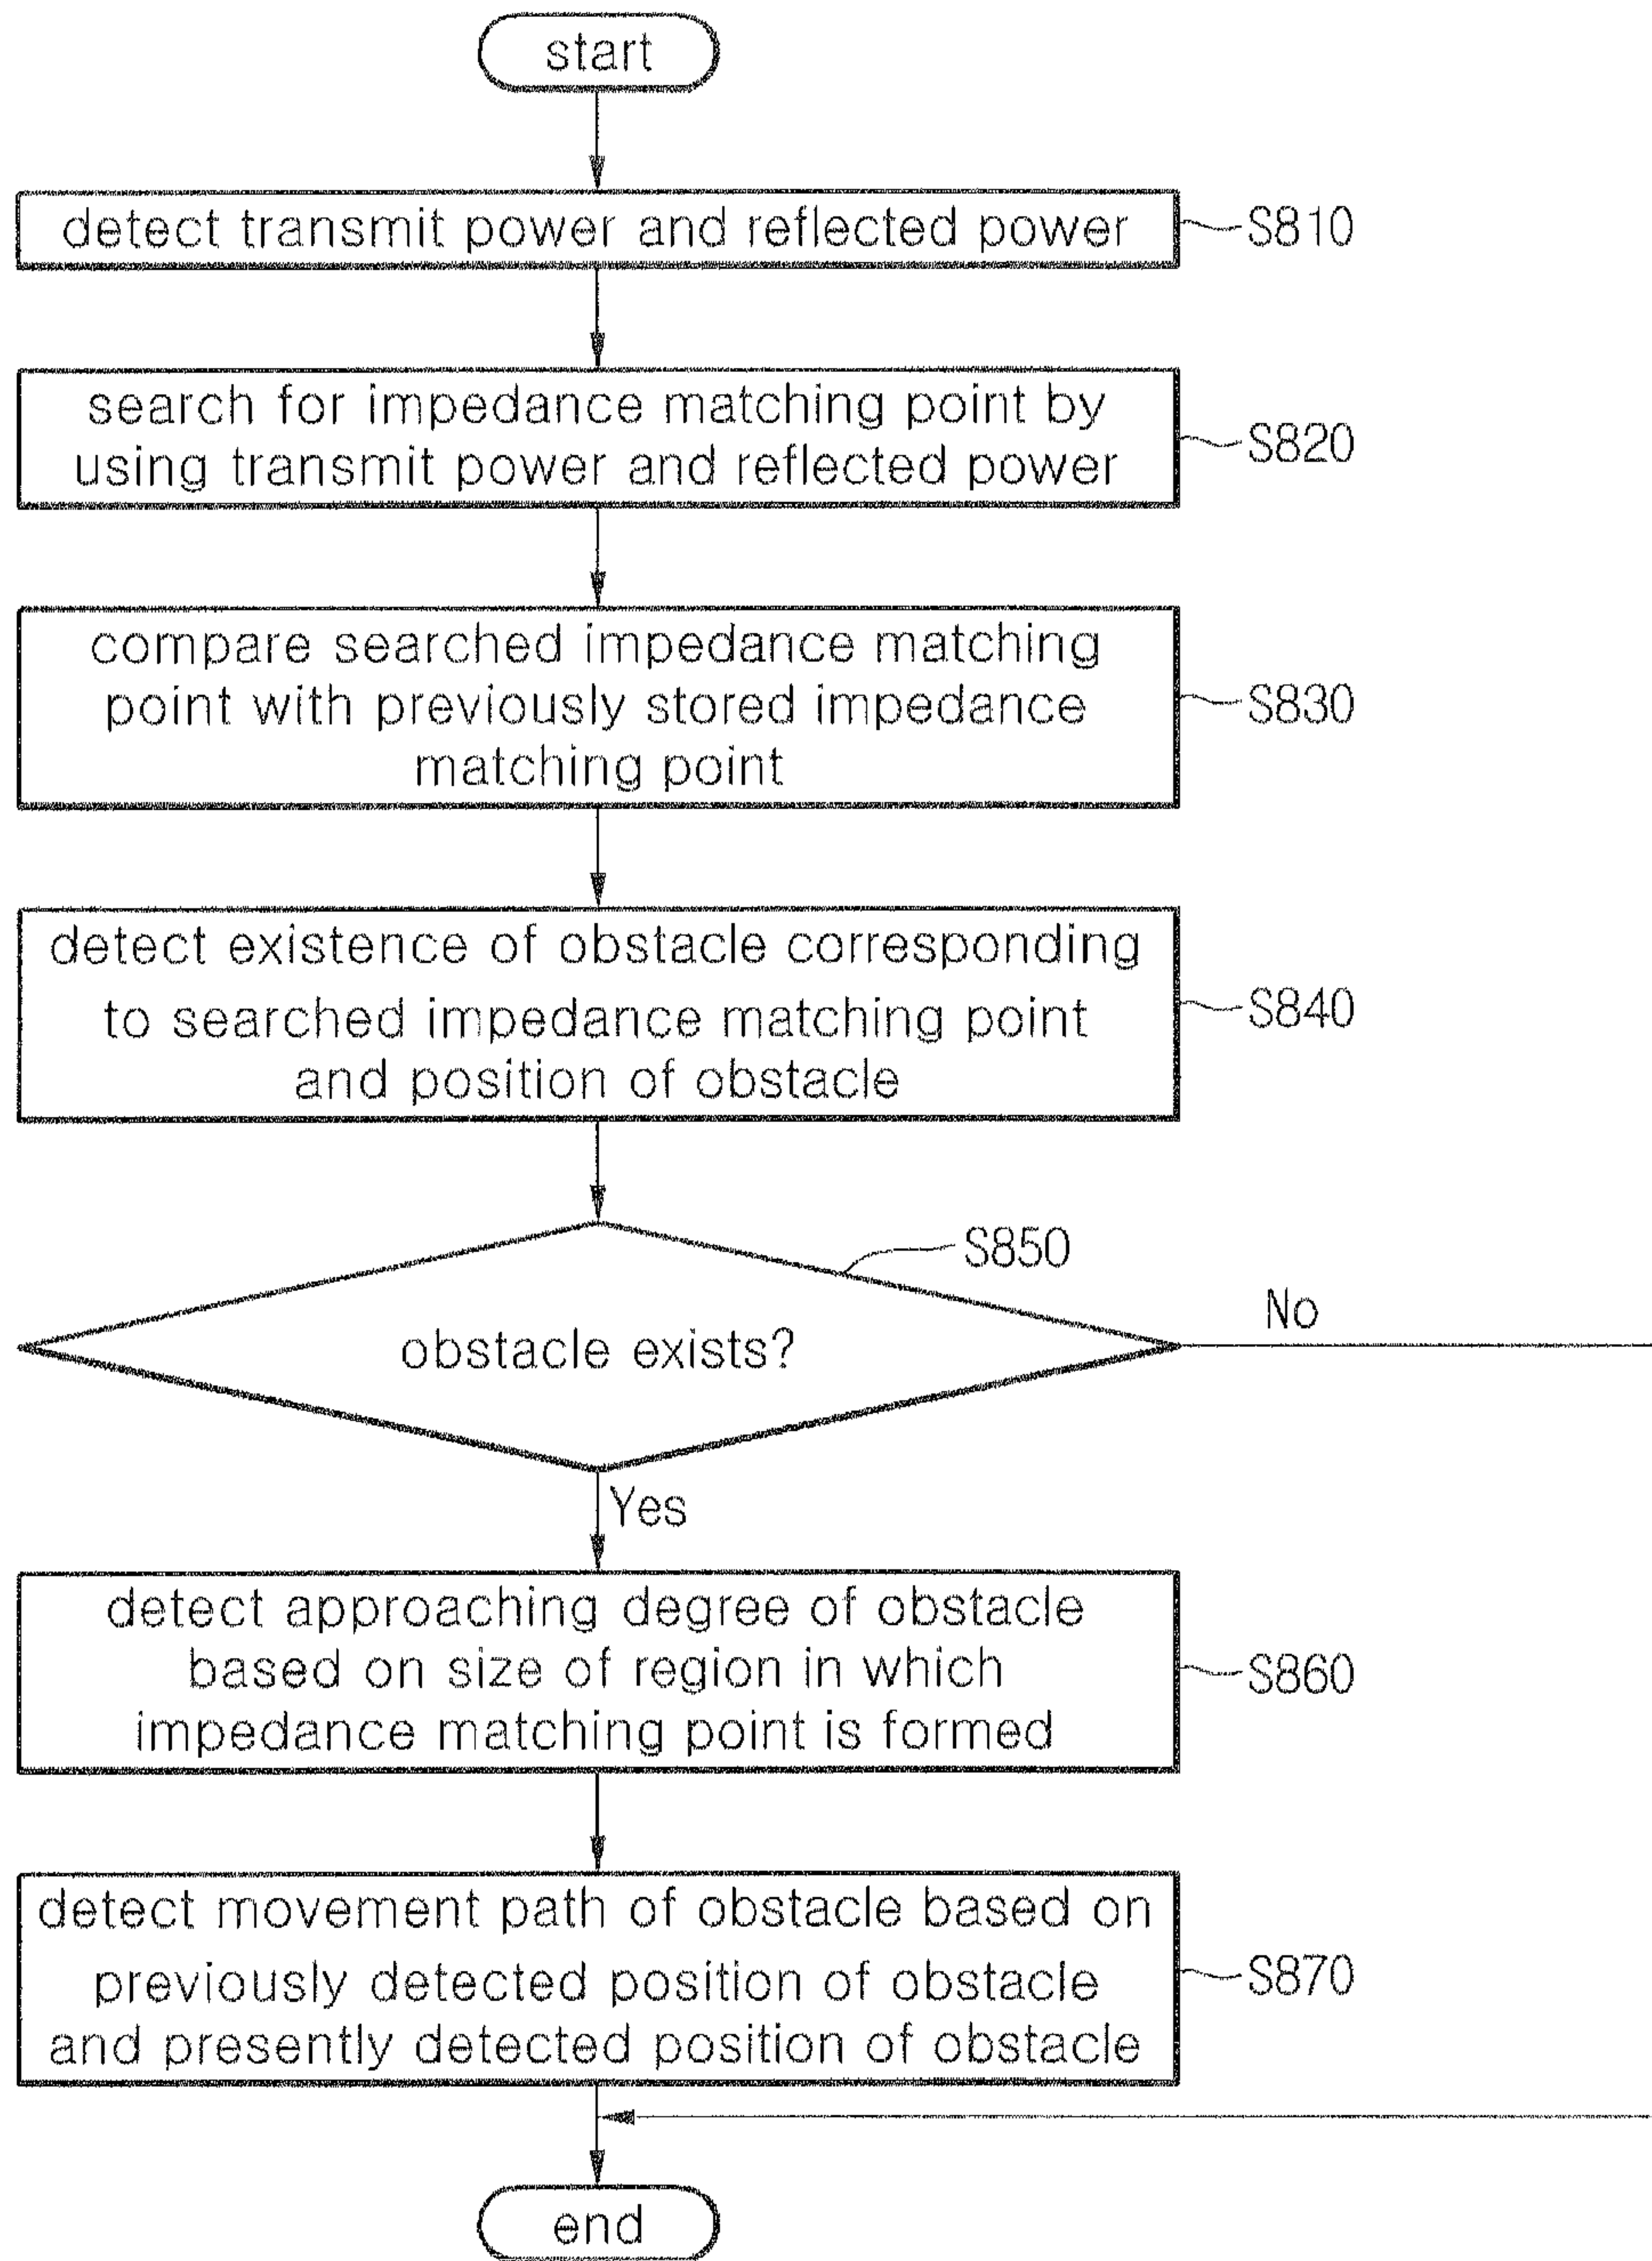 start
detect transmit power and reflected power
S810
search for impedance matching point by
using transmit power and reflected power
S820
compare searched impedance matching
point with previously stored impedance
matching point
S830
detect existence of obstacle corresponding
to searched impedance matching point
and position of obstacle
S840
S850
obstacle exists?
No
Yes
detect approaching degree of obstacle
based on size of region in which
impedance matching point is formed
S860
detect movement path of obstacle based on
previously detected position of obstacle
and presently detected position of obstacle
S870
end